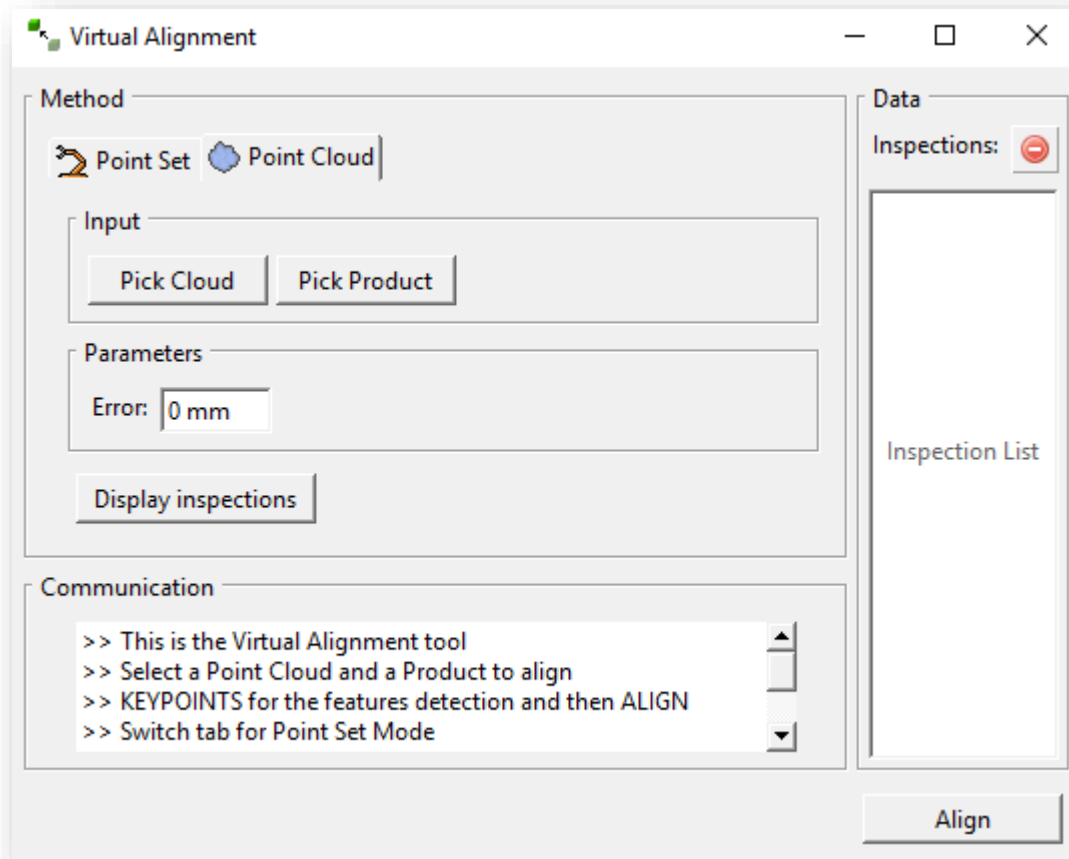 Virtual Alignment
Method
Point Set
Point Cloud
Input
Pick Cloud
Pick Product
Parameters
Error: 0 mm
Display inspections
Communication
>> This is the Virtual Alignment tool
>> Select a Point Cloud and a Product to align
>> KEYPOINTS for the features detection and then ALIGN
>> Switch tab for Point Set Mode
Data
Inspections:
Inspection List
Align